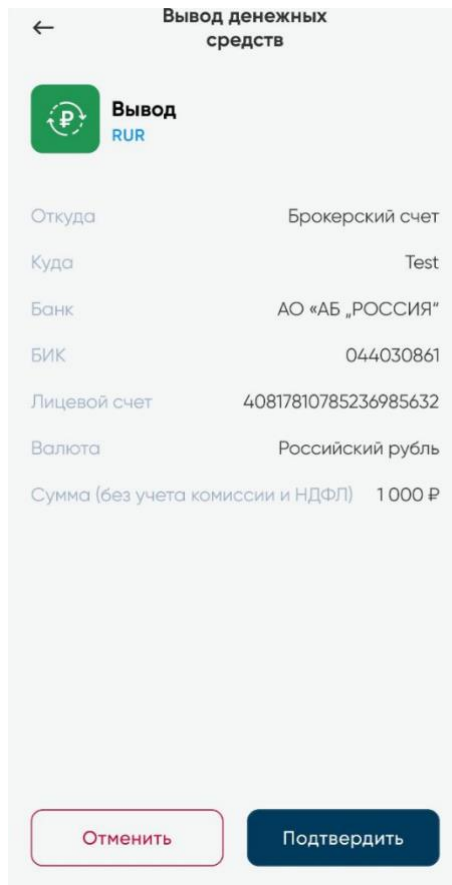 Вывод денежных
средств
Вывод
RUR
Откуда Брокерский счет
Куда Test
Банк АО «АБ „РОССИЯ“
БИК 044030861
Лицевой счет 40817810785236985632
Валюта Российский рубль
Сумма (без учета комиссии и НДФЛ) 1 000 ₽
Отменить Подтвердить